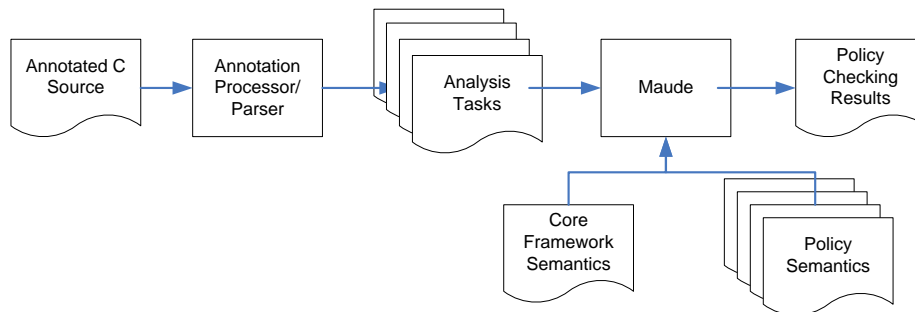 Annotated C
Source
Annotation
Processor/
Parser
Analysis
Tasks
Maude
Policy
Checking
Results
Core
Framework
Semantics
Policy
Semantics